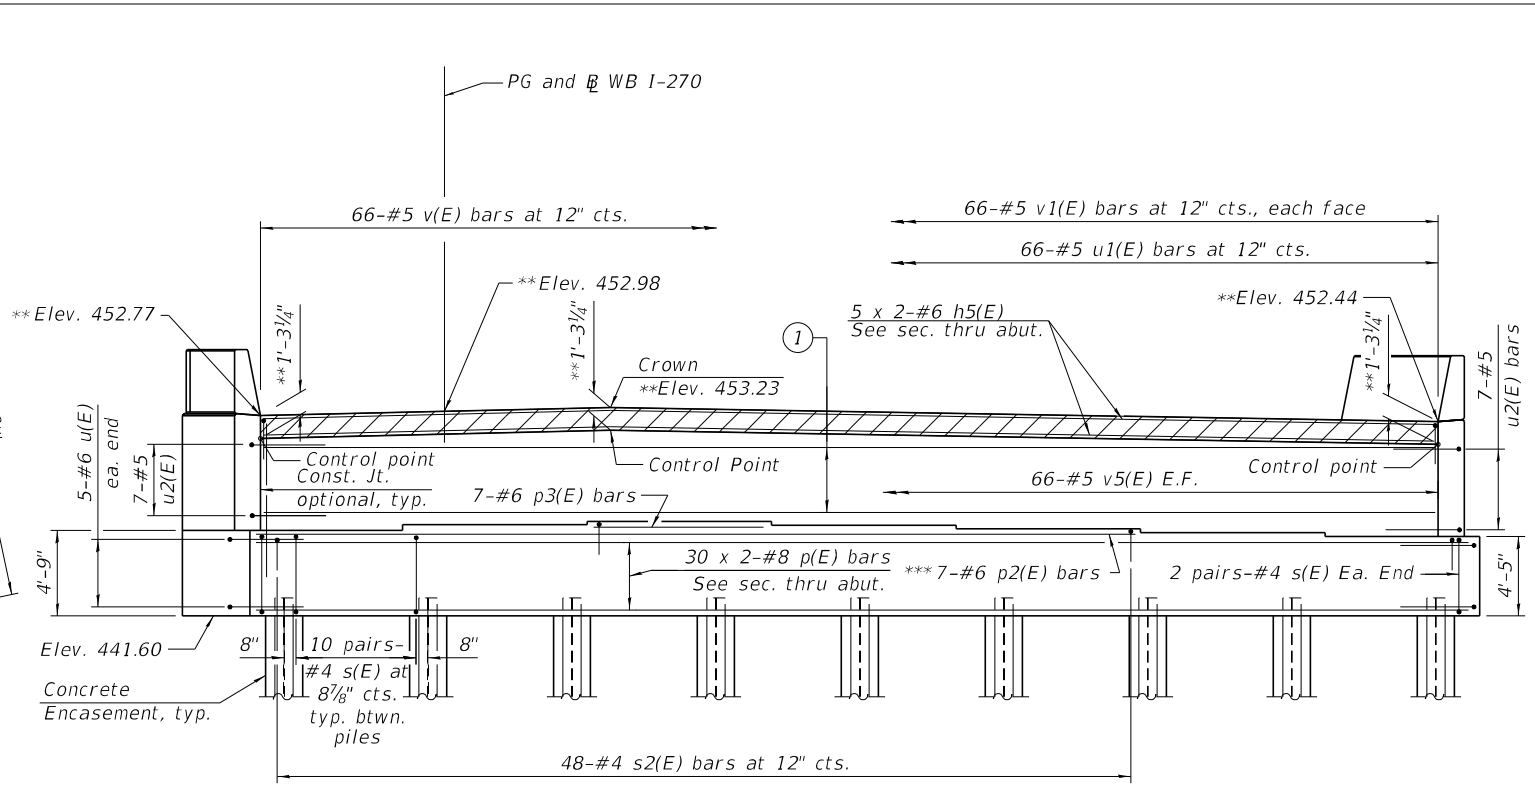 PG and ℄ WB I-270
66-#5 v(E) bars at 12" cts.
66-#5 v1(E) bars at 12" cts., each face
66-#5 u1(E) bars at 12" cts.
**Elev. 452.98
**Elev. 452.77
**Elev. 452.44
**1'-3¼"
**1'-3¼"
**1'-3¼"
5 x 2-#6 h5(E)
See sec. thru abut.
1
Crown
**Elev. 453.23
7-#5
u2(E) bars
5-#6 u(E)
ea. end
7-#5
u2(E)
Control point
Const. Jt.
optional, typ.
Control Point
Control point
7-#6 p3(E) bars
66-#5 v5(E) E.F.
30 x 2-#8 p(E) bars
See sec. thru abut.
***7-#6 p2(E) bars
2 pairs-#4 s(E) Ea. End
4'-9"
4'-5"
Elev. 441.60
8"
10 pairs-
#4 s(E) at
8⅞" cts.
typ. btwn.
piles
8"
Concrete
Encasement, typ.
48-#4 s2(E) bars at 12" cts.